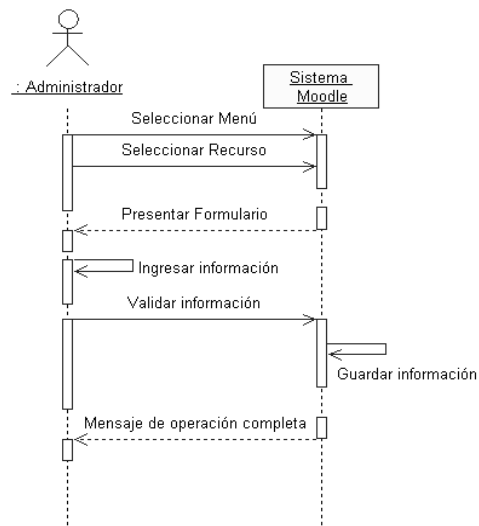 : Administrador
Sistema
Moodle
Seleccionar Menú
Seleccionar Recurso
Presentar Formulario
Ingresar información
Validar información
Guardar información
Mensaje de operación completa